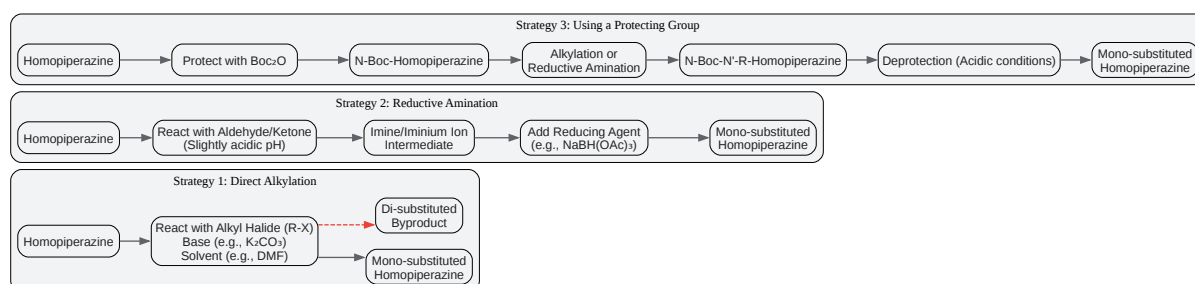 Strategy 3: Using a Protecting Group
Homopiperazine
Protect with Boc₂O
N-Boc-Homopiperazine
Alkylation or
Reductive Amination
N-Boc-N'-R-Homopiperazine
Deprotection (Acidic conditions)
Mono-substituted
Homopiperazine
Strategy 2: Reductive Amination
Homopiperazine
React with Aldehyde/Ketone
(Slightly acidic pH)
Imine/Iminium Ion
Intermediate
Add Reducing Agent
(e.g., NaBH(OAc)₃)
Mono-substituted
Homopiperazine
Strategy 1: Direct Alkylation
Homopiperazine
React with Alkyl Halide (R-X)
Base (e.g., K₂CO₃)
Solvent (e.g., DMF)
Di-substituted
Byproduct
Mono-substituted
Homopiperazine